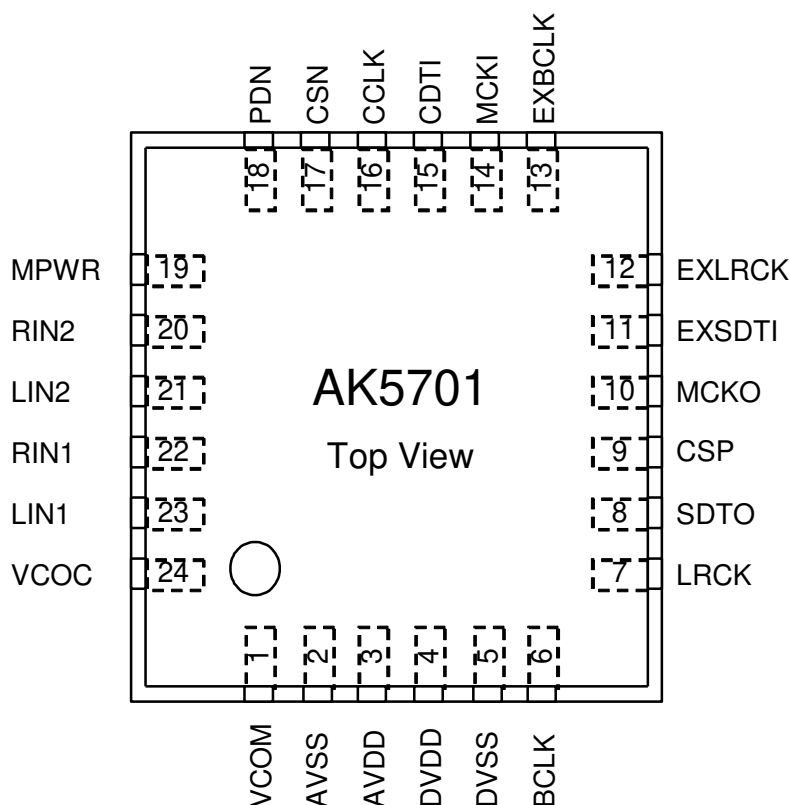 PDN
CSN
CCLK
CDTI
MCKI
EXBCLK
18
17
16
15
14
13
MPWR 19
12 EXLRCK
RIN2 20
11 EXSDTI
LIN2 21
10 MCKO
RIN1 22
9 CSP
LIN1 23
8 SDTO
VCOC 24
7 LRCK
AK5701
Top View
1
2
3
4
5
6
VCOM
AVSS
AVDD
DVDD
DVSS
BCLK